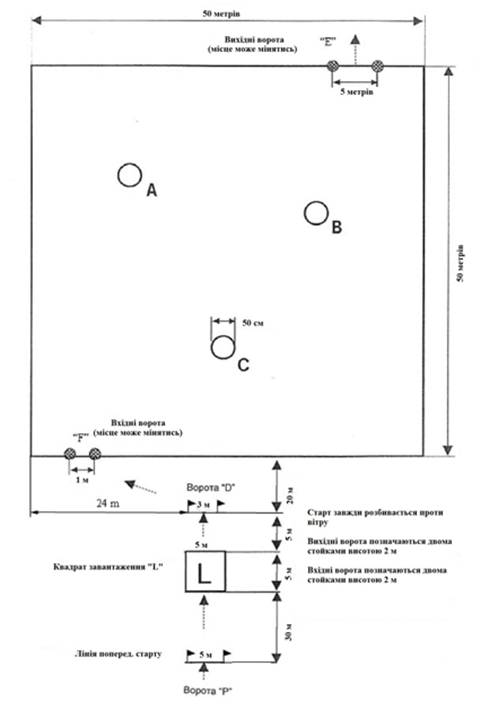 50 метрів
Вихідні ворота
(місце може мінятись)
"E"
5 метрів
A
B
50 метрів
50 см
C
Вхідні ворота
(місце може мінятись)
"F"
1 м
20 м
24 m
Ворота "D"
3 м
Старт завжди розбивається проти
вітру
5 м
5 м
Вихідні ворота позначаються двома
стойками висотою 2 м
Квадрат завантаження "L"
L
5 м
Вхідні ворота позначаються двома
стойками висотою 2 м
30 м
Лінія поперед. старту
5 м
Ворота "P"